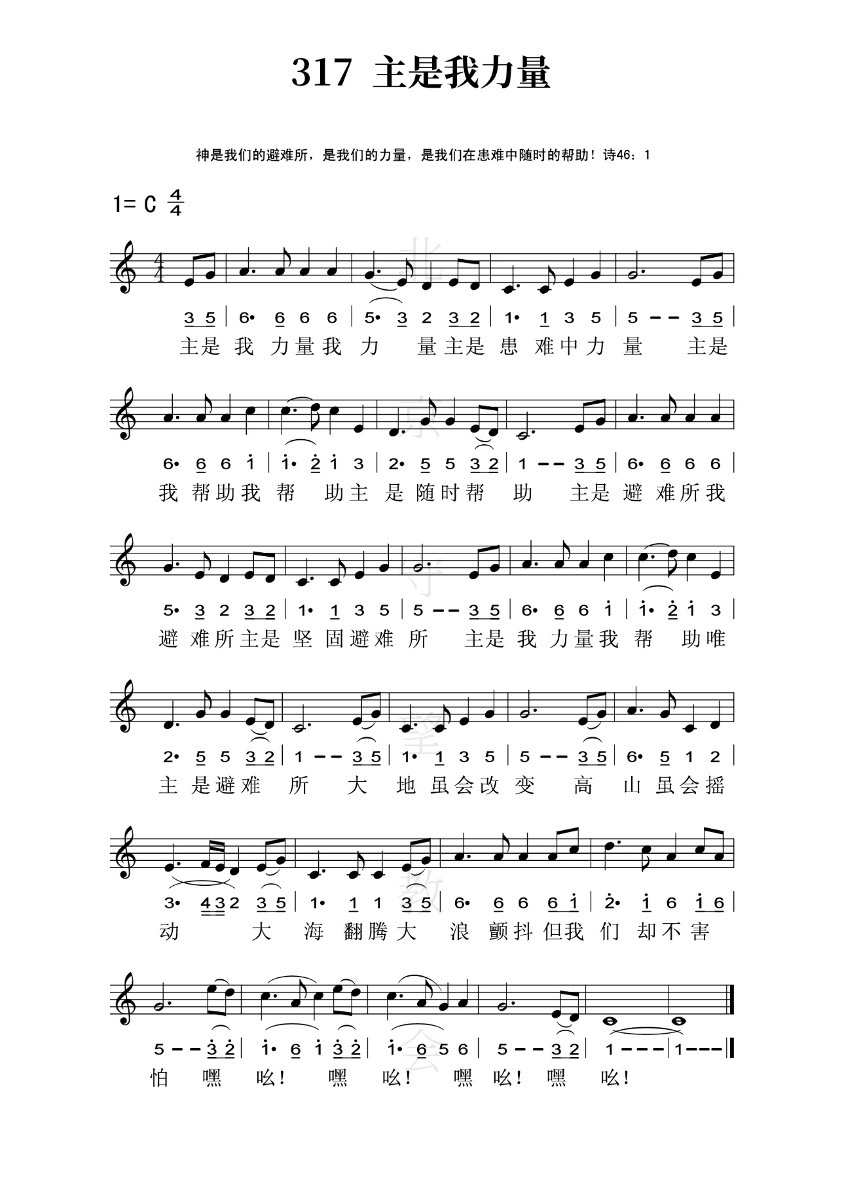 317 主是我力量
神是我们的避难所，是我们的力量，是我们在患难中随时的帮助！诗46：1
1= C 4/4
3 5 | 6• 6 6 6 | 5• 3 2 3 2 | 1• 1 3 5 | 5 - - 3 5 |
主是 我 力量我 力 量主是 患 难中力 量 主是
6• 6 6 i | i• 2̇ i 3 | 2• 5 5 3 2 | 1 - - 3 5 | 6• 6 6 6 |
我 帮助我 帮 助主 是随时帮 助 主是 避 难所我
5• 3 2 3 2 | 1• 1 3 5 | 5 - - 3 5 | 6• 6 6 i | i• 2̇ i 3 |
避 难所主是 坚 固避难 所 主是 我 力量我 帮 助唯
2• 5 5 3 2 | 1 - - 3 5 | 1• 1 3 5 | 5 - - 3 5 | 6• 5 1 2 |
主 是避难 所 大 地 虽会改 变 高 山 虽会摇
3• 4 3 2 3 5 | 1• 1 1 3 5 | 6• 6 6 6 i | 2̇• i 6 i 6 |
动 大 海 翻腾大 浪 颤抖但我 们 却不害
5 - - 3̇ 2̇ | i• 6 i 3̇ 2̇ | i• 6 5 6 | 5 - - 3 2 | 1 - - - | 1 - - -
怕 嘿 吆！ 嘿 吆！ 嘿 吆！嘿 吆！
北
京
守
望
教
会